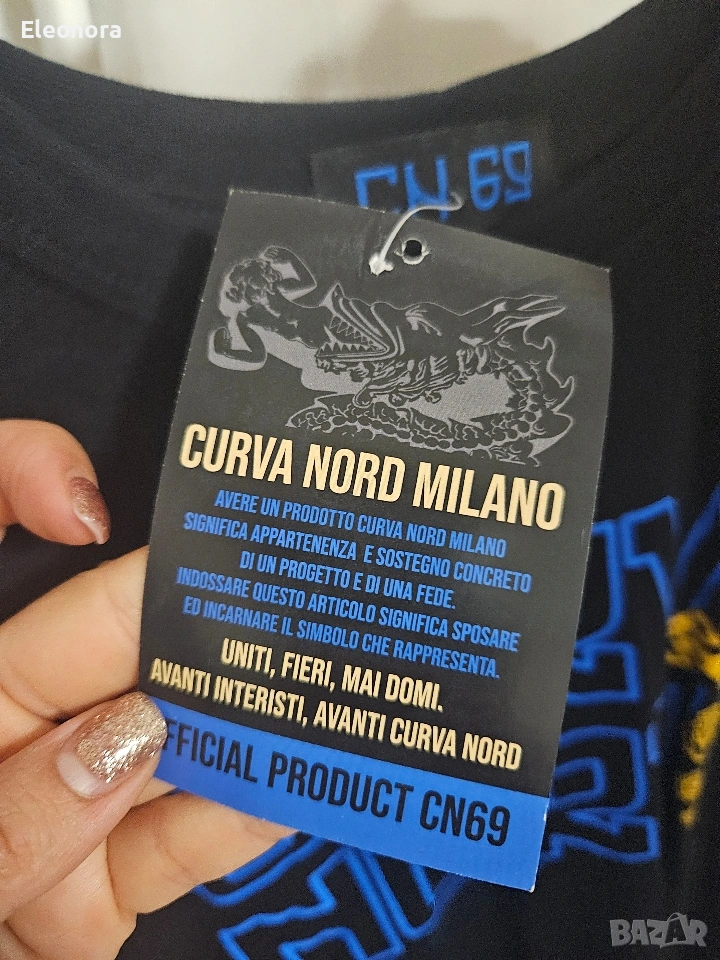 Eleonora
CN 69
CURVA NORD MILANO
AVERE UN PRODOTTO CURVA NORD MILANO
SIGNIFICA APPARTENENZA E SOSTEGNO CONCRETO
DI UN PROGETTO E DI UNA FEDE.
INDOSSARE QUESTO ARTICOLO SIGNIFICA SPOSARE
ED INCARNARE IL SIMBOLO CHE RAPPRESENTA.
UNITI, FIERI, MAI DOMI.
AVANTI INTERISTI, AVANTI CURVA NORD
FFICIAL PRODUCT CN69
BAZAR